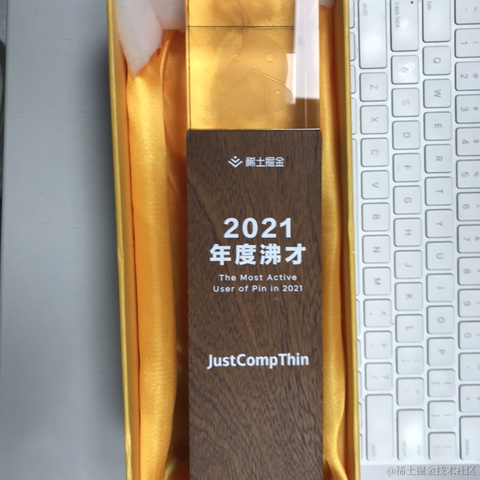 稀土掘金
2021
年度沸才
The Most Active
User of Pin in 2021
JustCompThin
@稀土掘金技术社区